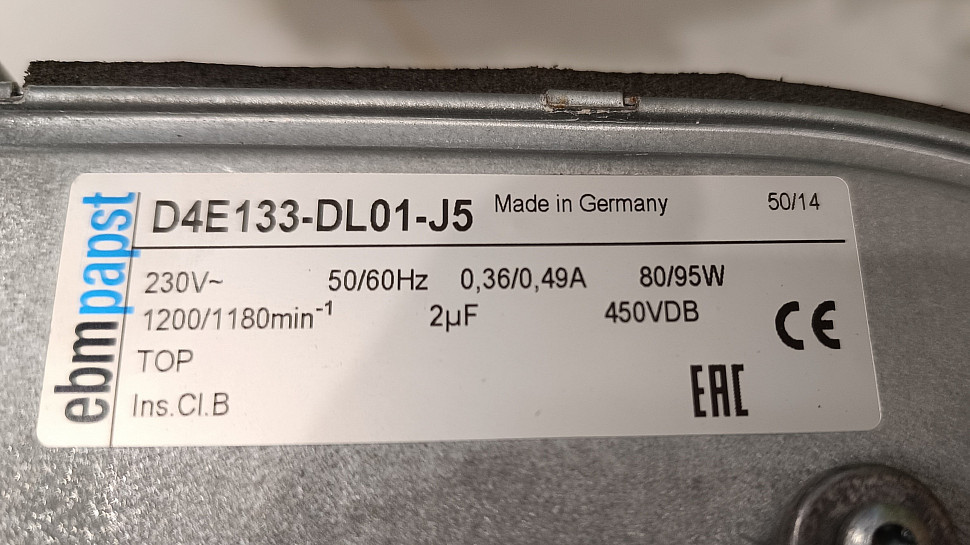 ebmpapst
D4E133-DL01-J5 Made in Germany 50/14
230V~ 50/60Hz 0,36/0,49A 80/95W
1200/1180min⁻¹ 2µF 450VDB
TOP
Ins.Cl.B
CE
EAC